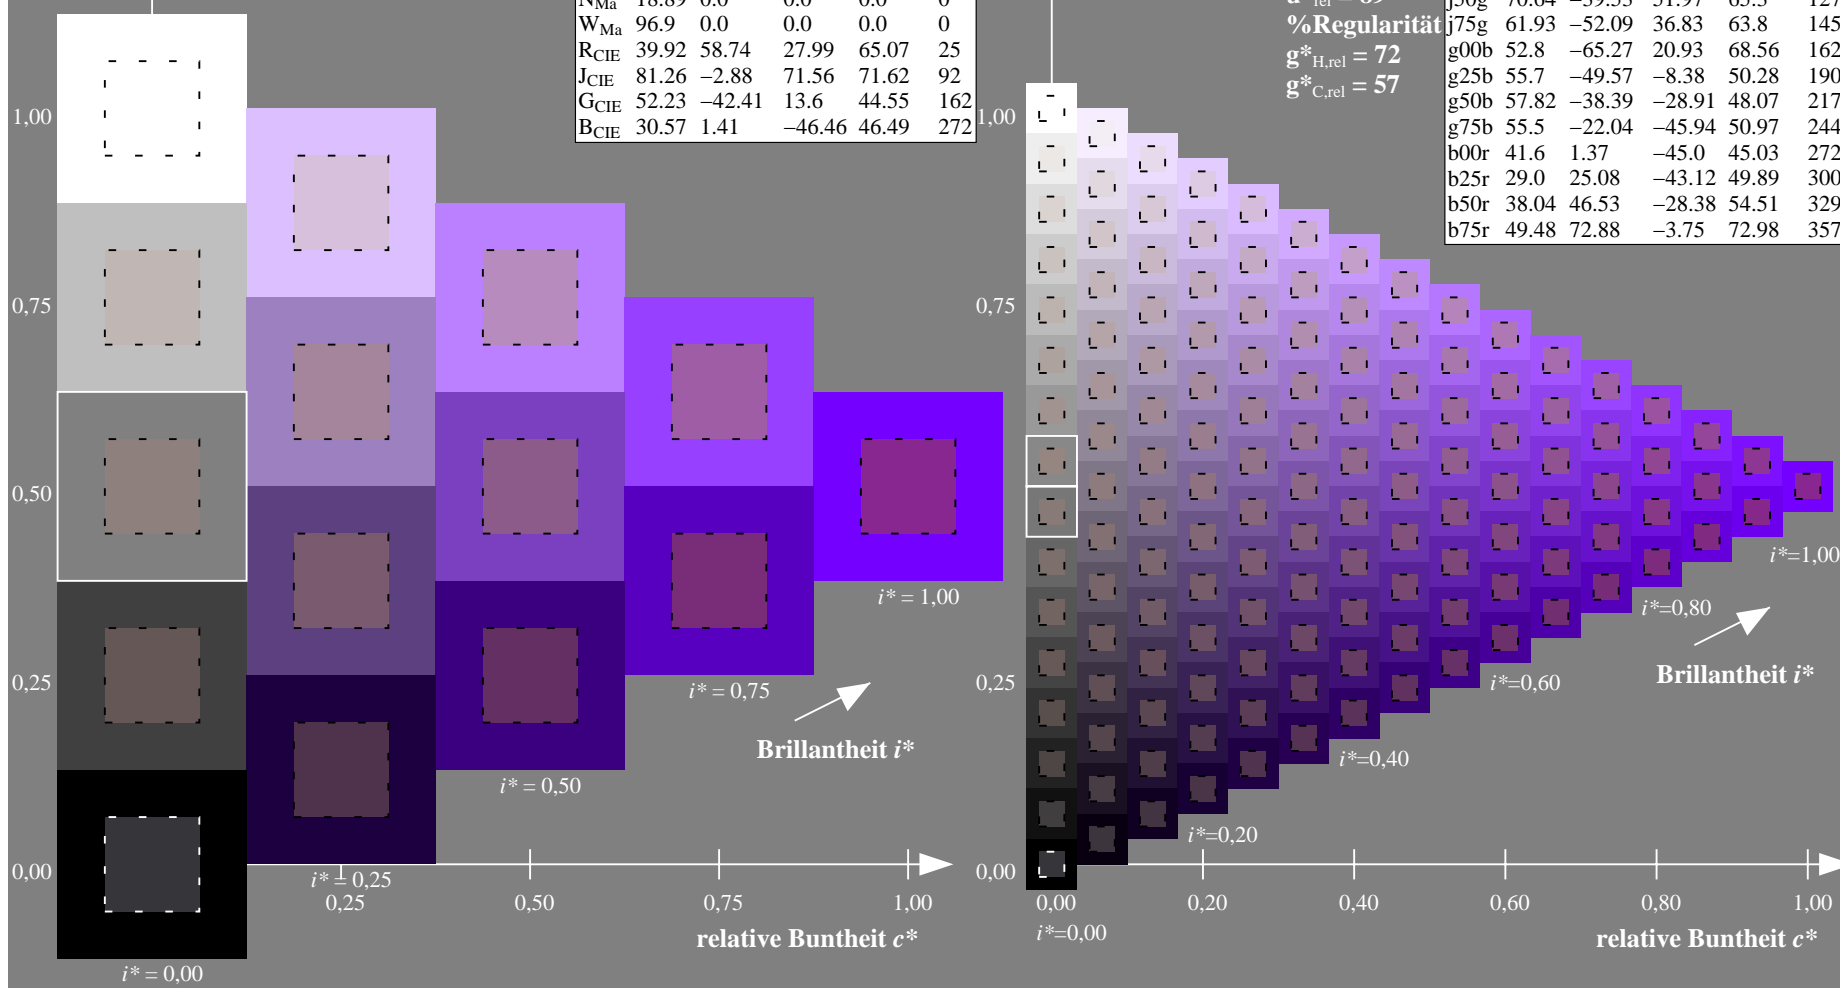 N_Ma 18.89 0.0 0.0 0.0 0
W_Ma 96.9 0.0 0.0 0.0 0
R_CIE 39.92 58.74 27.99 65.07 25
J_CIE 81.26 −2.88 71.56 71.62 92
G_CIE 52.23 −42.41 13.6 44.55 162
B_CIE 30.57 1.41 −46.46 46.49 272
1,00
0,75
0,50
0,25
0,00
i* = 1,00
i* = 0,75
Brillantheit i*
i* = 0,50
i* = 0,25
0,25 0,50 0,75 1,00
relative Buntheit c*
i* = 0,00
%Regularität
g*_H,rel = 72
g*_C,rel = 57
j75g 61.93 −52.09 36.83 63.8 145
g00b 52.8 −65.27 20.93 68.56 162
g25b 55.7 −49.57 −8.38 50.28 190
g50b 57.82 −38.39 −28.91 48.07 217
g75b 55.5 −22.04 −45.94 50.97 244
b00r 41.6 1.37 −45.0 45.03 272
b25r 29.0 25.08 −43.12 49.89 300
b50r 38.04 46.53 −28.38 54.51 329
b75r 49.48 72.88 −3.75 72.98 357
1,00
0,75
0,25
0,00
i*=1,00
i*=0,80
Brillantheit i*
i*=0,60
i*=0,40
i*=0,20
0,00 0,20 0,40 0,60 0,80 1,00
i*=0,00
relative Buntheit c*